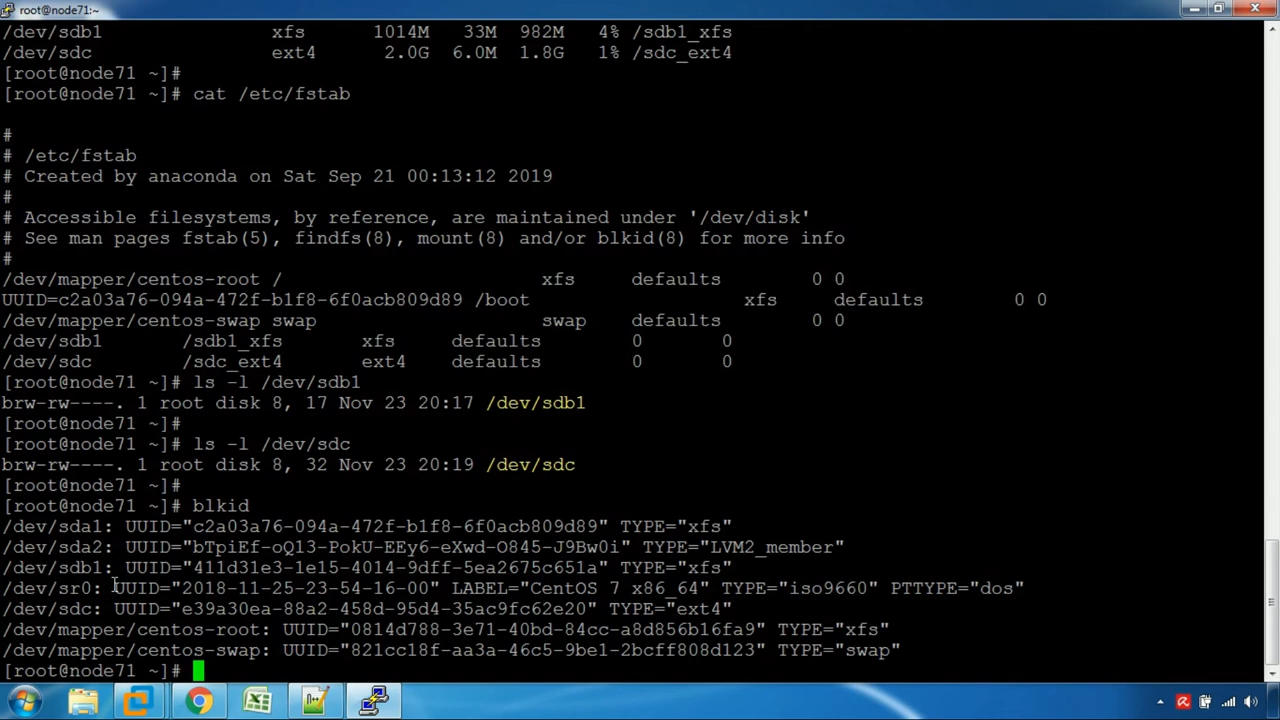 root@node71:~
/dev/sdb1 xfs 1014M 33M 982M 4% /sdb1_xfs
/dev/sdc ext4 2.0G 6.0M 1.8G 1% /sdc_ext4
[root@node71 ~]#
[root@node71 ~]# cat /etc/fstab
#
# /etc/fstab
# Created by anaconda on Sat Sep 21 00:13:12 2019
#
# Accessible filesystems, by reference, are maintained under '/dev/disk'
# See man pages fstab(5), findfs(8), mount(8) and/or blkid(8) for more info
#
/dev/mapper/centos-root / xfs defaults 0 0
UUID=c2a03a76-094a-472f-b1f8-6f0acb809d89 /boot xfs defaults 0 0
/dev/mapper/centos-swap swap swap defaults 0 0
/dev/sdb1 /sdb1_xfs xfs defaults 0 0
/dev/sdc /sdc_ext4 ext4 defaults 0 0
[root@node71 ~]# ls -l /dev/sdb1
brw-rw----. 1 root disk 8, 17 Nov 23 20:17 /dev/sdb1
[root@node71 ~]#
[root@node71 ~]# ls -l /dev/sdc
brw-rw----. 1 root disk 8, 32 Nov 23 20:19 /dev/sdc
[root@node71 ~]#
[root@node71 ~]# blkid
/dev/sda1: UUID="c2a03a76-094a-472f-b1f8-6f0acb809d89" TYPE="xfs"
/dev/sda2: UUID="bTpiEf-oQl3-PokU-EEy6-eXwd-O845-J9Bw0i" TYPE="LVM2_member"
/dev/sdb1: UUID="411d31e3-1e15-4014-9dff-5ea2675c651a" TYPE="xfs"
/dev/sr0: UUID="2018-11-25-23-54-16-00" LABEL="CentOS 7 x86_64" TYPE="iso9660" PTTYPE="dos"
/dev/sdc: UUID="e39a30ea-88a2-458d-95d4-35ac9dfc62e20" TYPE="ext4"
/dev/mapper/centos-root: UUID="0814d788-3e71-40bd-84cc-a8d856b16fa9" TYPE="xfs"
/dev/mapper/centos-swap: UUID="821cc18f-aa3a-46c5-9be1-2bcff808d123" TYPE="swap"
[root@node71 ~]#